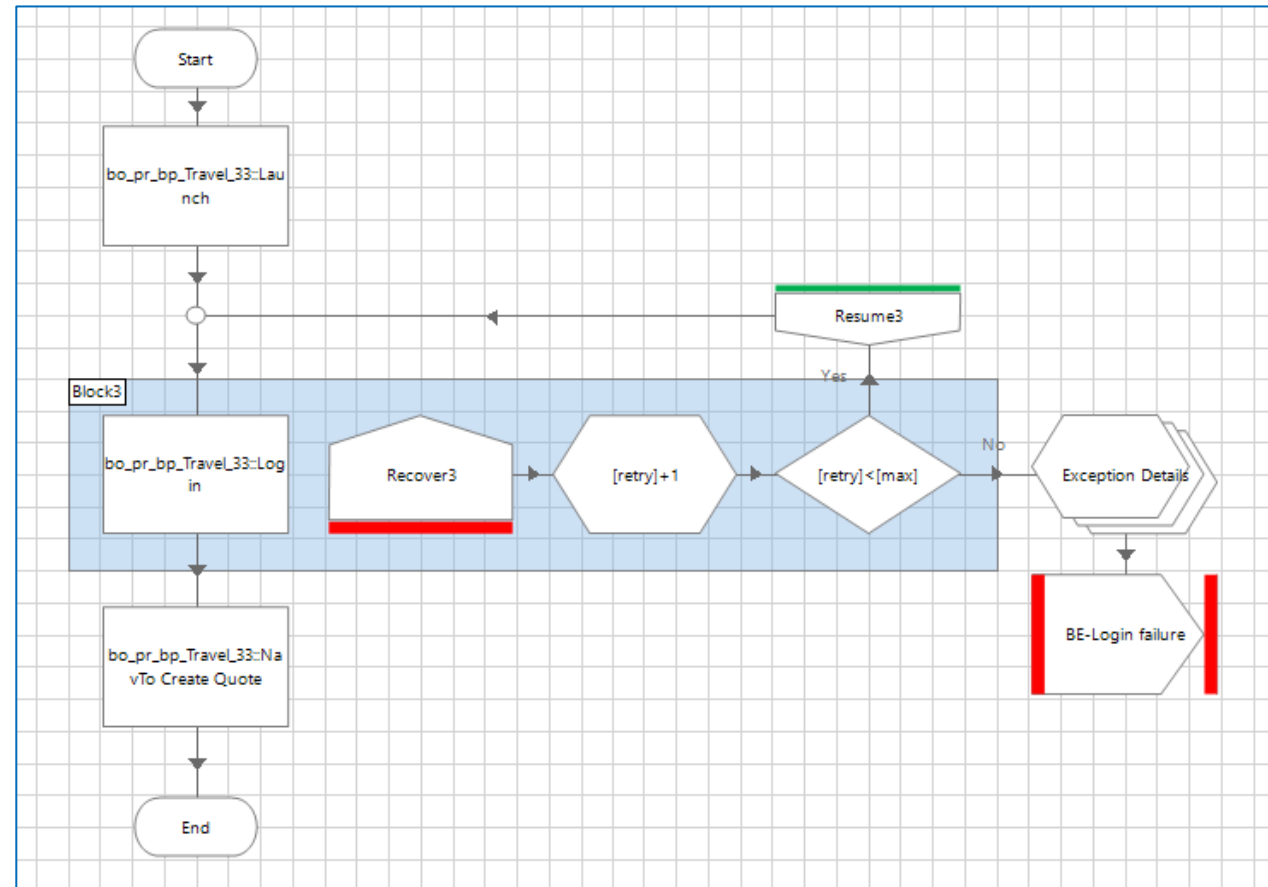 Start
bo_pr_bp_Travel_33::Lau
nch
Resume3
Yes
Block3
bo_pr_bp_Travel_33::Log
in
Recover3
[retry]+1
[retry]<[max]
No
Exception Details
bo_pr_bp_Travel_33::Na
vTo Create Quote
BE-Login failure
End